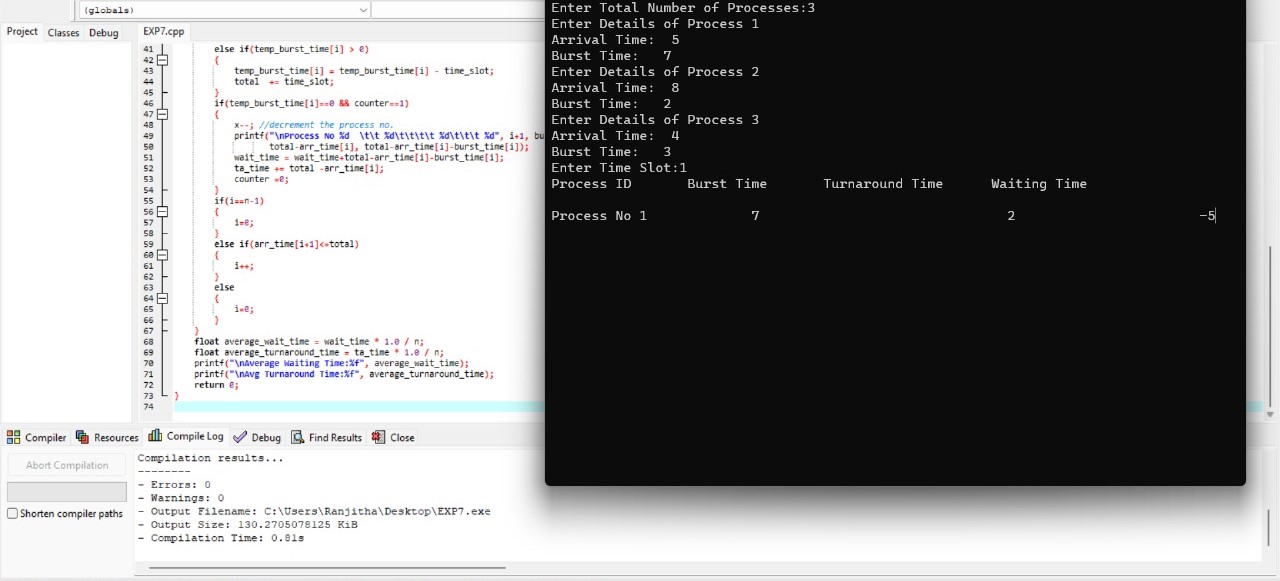 (globals)
Project Classes Debug
EXP7.cpp
41 else if(temp_burst_time[i] > 0)
42 {
43 temp_burst_time[i] = temp_burst_time[i] - time_slot;
44 total += time_slot;
45 }
46 if(temp_burst_time[i]==0 && counter==1)
47 {
48 x--; //decrement the process no.
49 printf("\nProcess No %d \t\t %d\t\t\t\t %d\t\t\t %d", i+1, bu
50 total-arr_time[i], total-arr_time[i]-burst_time[i]);
51 wait_time = wait_time+total-arr_time[i]-burst_time[i];
52 ta_time += total -arr_time[i];
53 counter =0;
54 }
55 if(i==n-1)
56 {
57 i=0;
58 }
59 else if(arr_time[i+1]<=total)
60 {
61 i++;
62 }
63 else
64 {
65 i=0;
66 }
67 }
68 float average_wait_time = wait_time * 1.0 / n;
69 float average_turnaround_time = ta_time * 1.0 / n;
70 printf("\nAverage Waiting Time:%f", average_wait_time);
71 printf("\nAvg Turnaround Time:%f", average_turnaround_time);
72 return 0;
73 }
74
Enter Total Number of Processes:3
Enter Details of Process 1
Arrival Time: 5
Burst Time: 7
Enter Details of Process 2
Arrival Time: 8
Burst Time: 2
Enter Details of Process 3
Arrival Time: 4
Burst Time: 3
Enter Time Slot:1
Process ID Burst Time Turnaround Time Waiting Time
Process No 1 7 2 -5
Compiler Resources Compile Log Debug Find Results Close
Abort Compilation
Shorten compiler paths
Compilation results...
--------
- Errors: 0
- Warnings: 0
- Output Filename: C:\Users\Ranjitha\Desktop\EXP7.exe
- Output Size: 130.2705078125 KiB
- Compilation Time: 0.81s